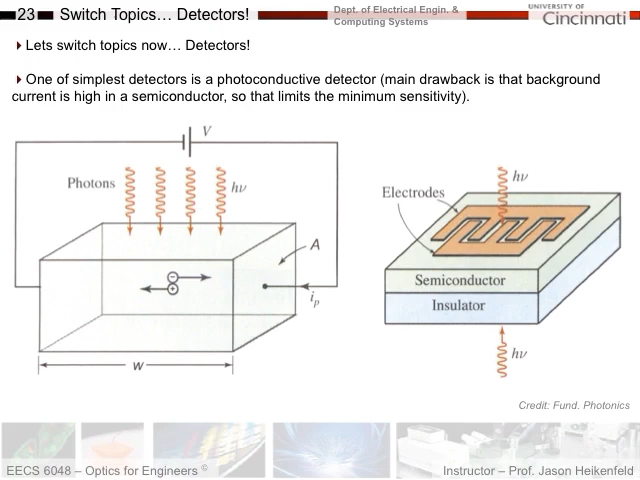 23 Switch Topics… Detectors!
Dept. of Electrical Engin. &
Computing Systems
UNIVERSITY OF
Cincinnati
Lets switch topics now… Detectors!
One of simplest detectors is a photoconductive detector (main drawback is that background
current is high in a semiconductor, so that limits the minimum sensitivity).
V
Photons
hν
A
i_p
w
hν
Electrodes
Semiconductor
Insulator
hν
Credit: Fund. Photonics
EECS 6048 – Optics for Engineers ©
Instructor – Prof. Jason Heikenfeld